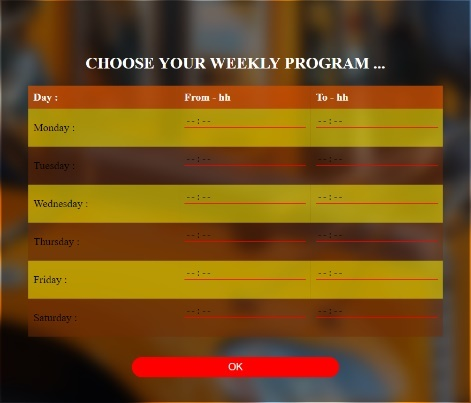 CHOOSE YOUR WEEKLY PROGRAM ...
Day : From - hh To - hh
Monday : --:-- --:--
Tuesday : --:-- --:--
Wednesday : --:-- --:--
Thursday : --:-- --:--
Friday : --:-- --:--
Saturday : --:-- --:--
OK